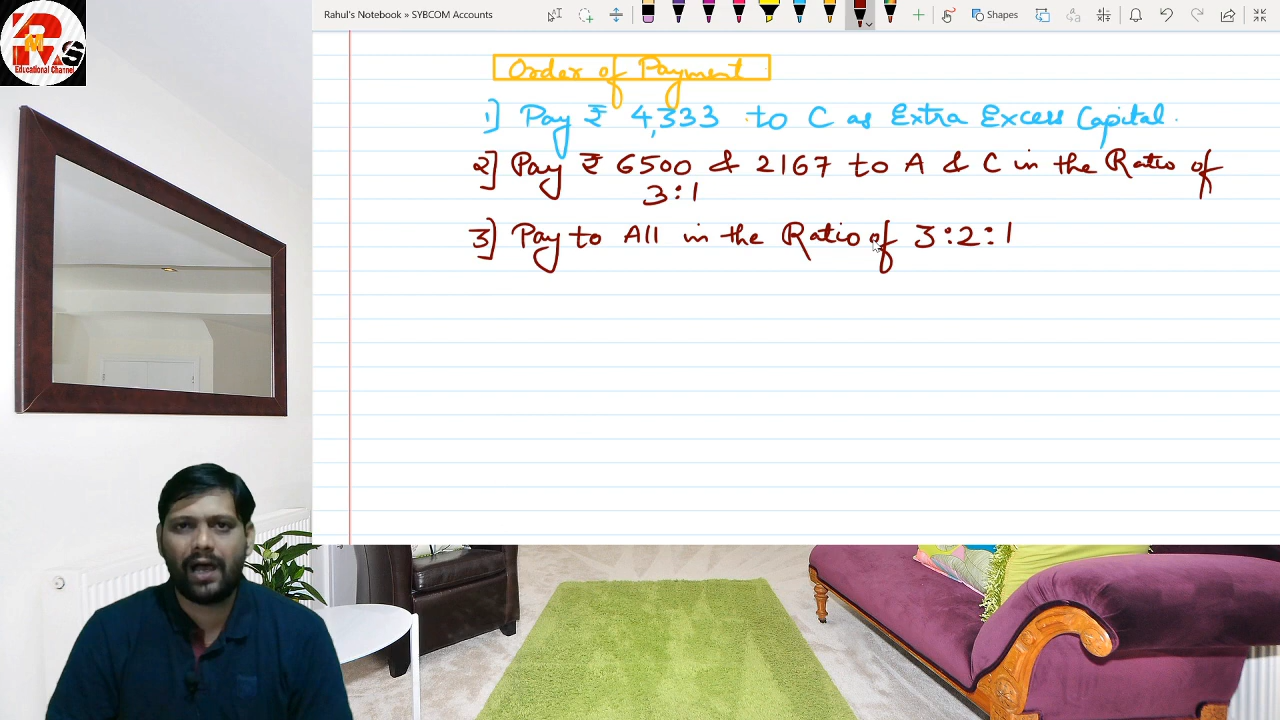 RMS
Educational Channel
Rahul's Notebook » SYBCOM Accounts
Shapes
Order of Payment
1] Pay ₹ 4,333 to C as Extra Excess Capital.
2] Pay ₹ 6500 & 2167 to A & C in the Ratio of
3:1
3] Pay to All in the Ratio of 3:2:1